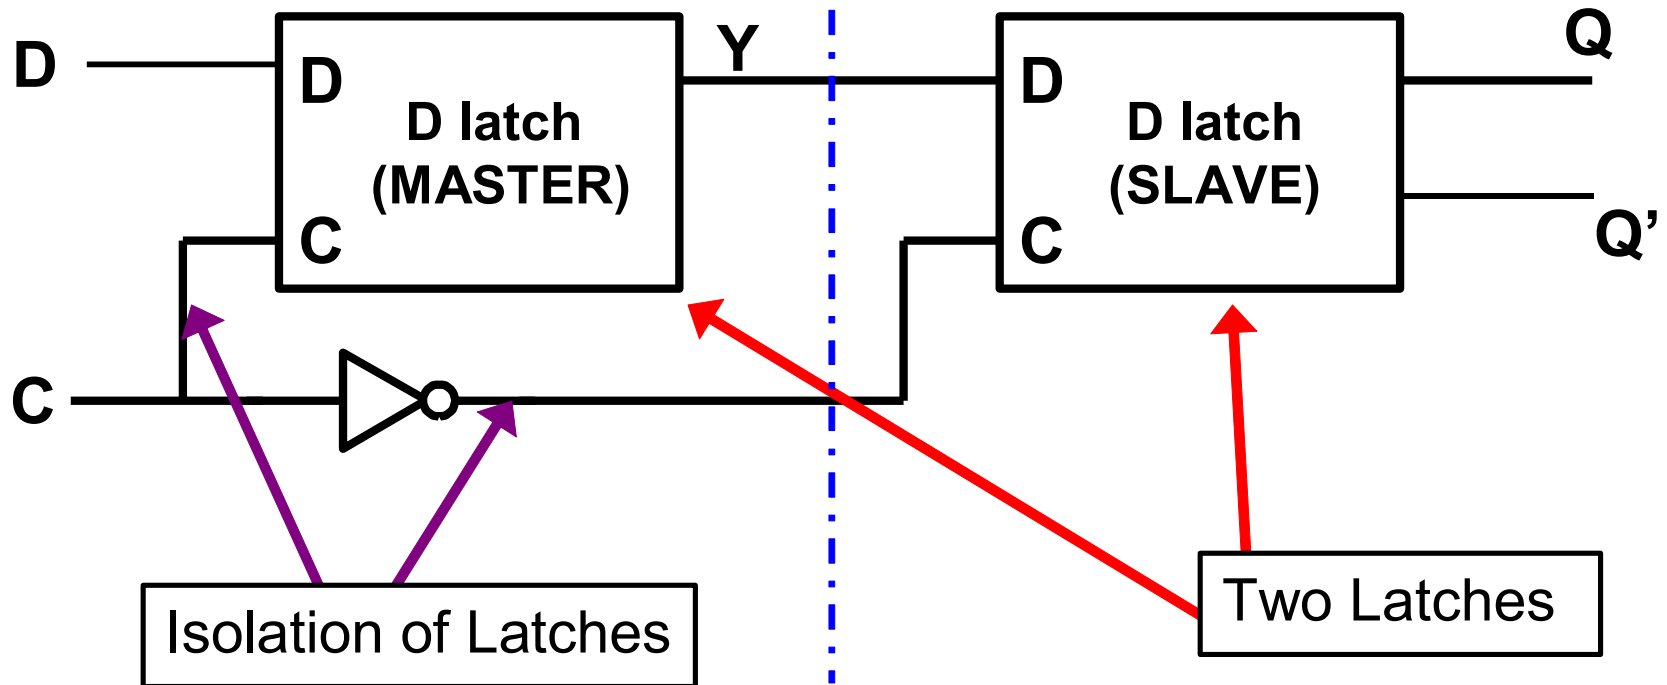 D
D
D latch
(MASTER)
C
Y
D
D latch
(SLAVE)
C
Q
Q’
C
Isolation of Latches
Two Latches